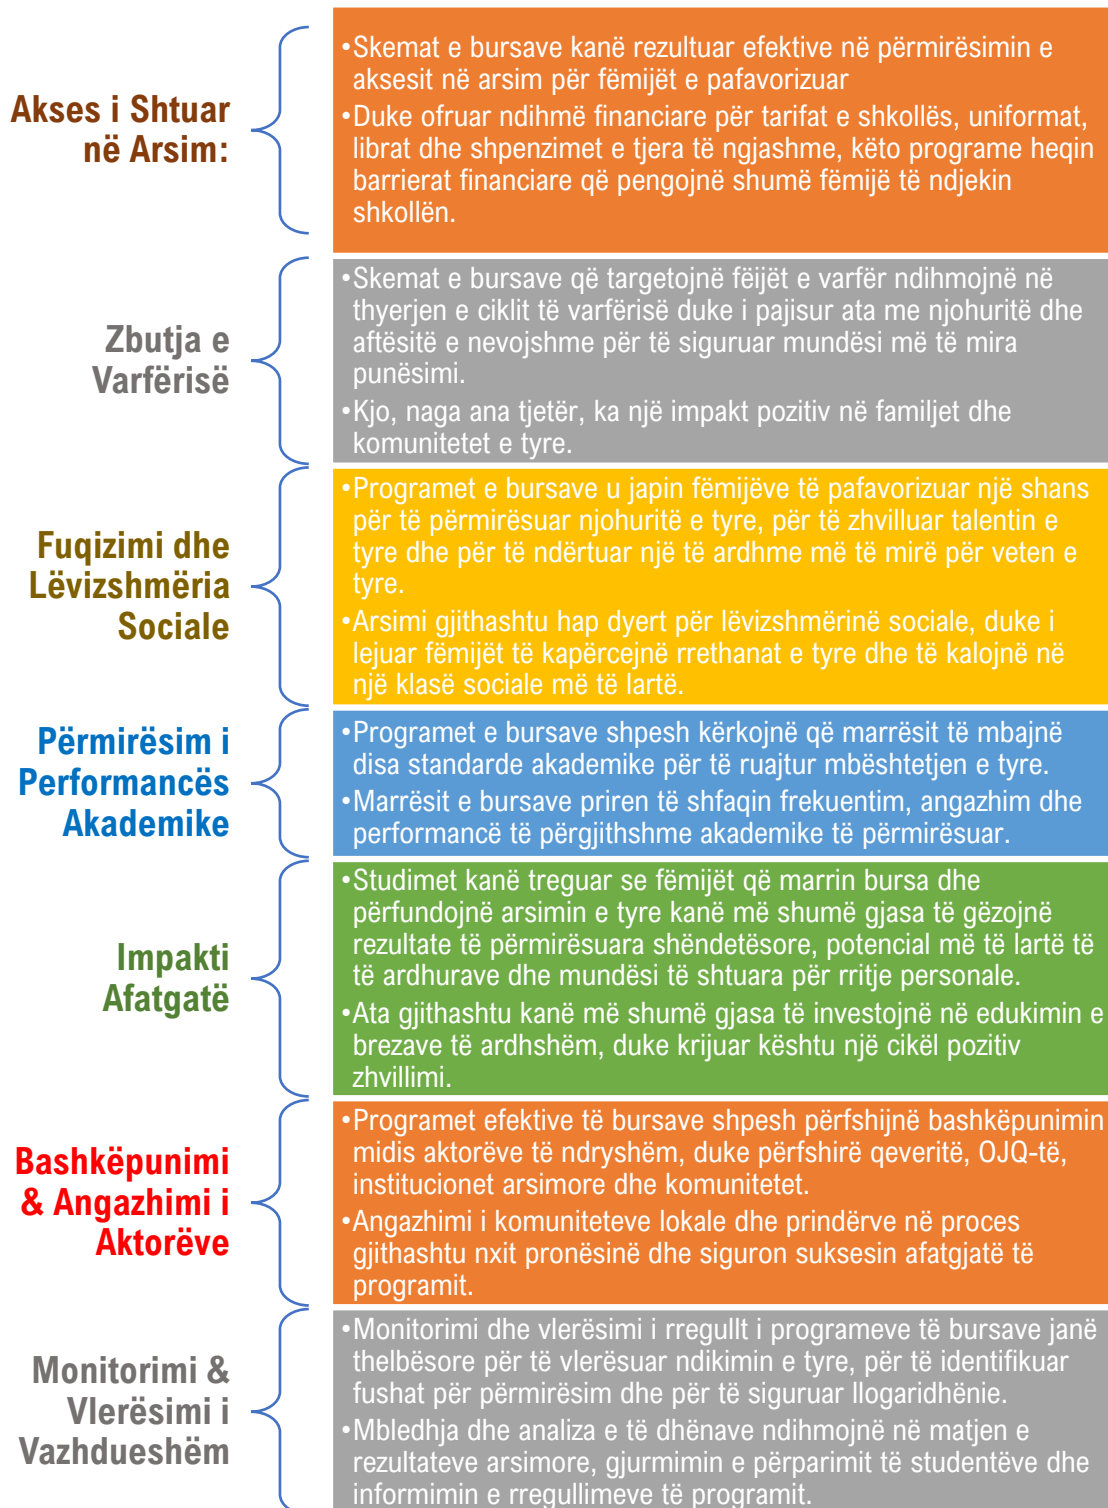 Akses i Shtuar
në Arsim:
•Skemat e bursave kanë rezultuar efektive në përmirësimin e
aksesit në arsim për fëmijët e pafavorizuar
•Duke ofruar ndihmë financiare për tarifat e shkollës, uniformat,
librat dhe shpenzimet e tjera të ngjashme, këto programe heqin
barrierat financiare që pengojnë shumë fëmijë të ndjekin
shkollën.
Zbutja e
Varfërisë
•Skemat e bursave që targetojnë fëijët e varfër ndihmojnë në
thyerjen e ciklit të varfërisë duke i pajisur ata me njohuritë dhe
aftësitë e nevojshme për të siguruar mundësi më të mira
punësimi.
•Kjo, naga ana tjetër, ka një impakt pozitiv në familjet dhe
komunitetet e tyre.
Fuqizimi dhe
Lëvizshmëria
Sociale
•Programet e bursave u japin fëmijëve të pafavorizuar një shans
për të përmirësuar njohuritë e tyre, për të zhvilluar talentin e
tyre dhe për të ndërtuar një të ardhme më të mirë për veten e
tyre.
•Arsimi gjithashtu hap dyert për lëvizshmërinë sociale, duke i
lejuar fëmijët të kapërcejnë rrethanat e tyre dhe të kalojnë në
një klasë sociale më të lartë.
Përmirësim i
Performancës
Akademike
•Programet e bursave shpesh kërkojnë që marrësit të mbajnë
disa standarde akademike për të ruajtur mbështetjen e tyre.
•Marrësit e bursave priren të shfaqin frekuentim, angazhim dhe
performancë të përgjithshme akademike të përmirësuar.
Impakti
Afatgatë
•Studimet kanë treguar se fëmijët që marrin bursa dhe
përfundojnë arsimin e tyre kanë më shumë gjasa të gëzojnë
rezultate të përmirësuara shëndetësore, potencial më të lartë të
të ardhurave dhe mundësi të shtuara për rritje personale.
•Ata gjithashtu kanë më shumë gjasa të investojnë në edukimin e
brezave të ardhshëm, duke krijuar kështu një cikël pozitiv
zhvillimi.
Bashkëpunimi
& Angazhimi i
Aktorëve
•Programet efektive të bursave shpesh përfshijnë bashkëpunimin
midis aktorëve të ndryshëm, duke përfshirë qeveritë, OJQ-të,
institucionet arsimore dhe komunitetet.
•Angazhimi i komuniteteve lokale dhe prindërve në proces
gjithashtu nxit pronësinë dhe siguron suksesin afatgjatë të
programit.
Monitorimi &
Vlerësimi i
Vazhdueshëm
•Monitorimi dhe vlerësimi i rregullt i programeve të bursave janë
thelbësore për të vlerësuar ndikimin e tyre, për të identifikuar
fushat për përmirësim dhe për të siguruar llogaridhënie.
•Mbledhja dhe analiza e të dhënave ndihmojnë në matjen e
rezultateve arsimore, gjurmimin e përparimit të studentëve dhe
informimin e rregullimeve të programit.